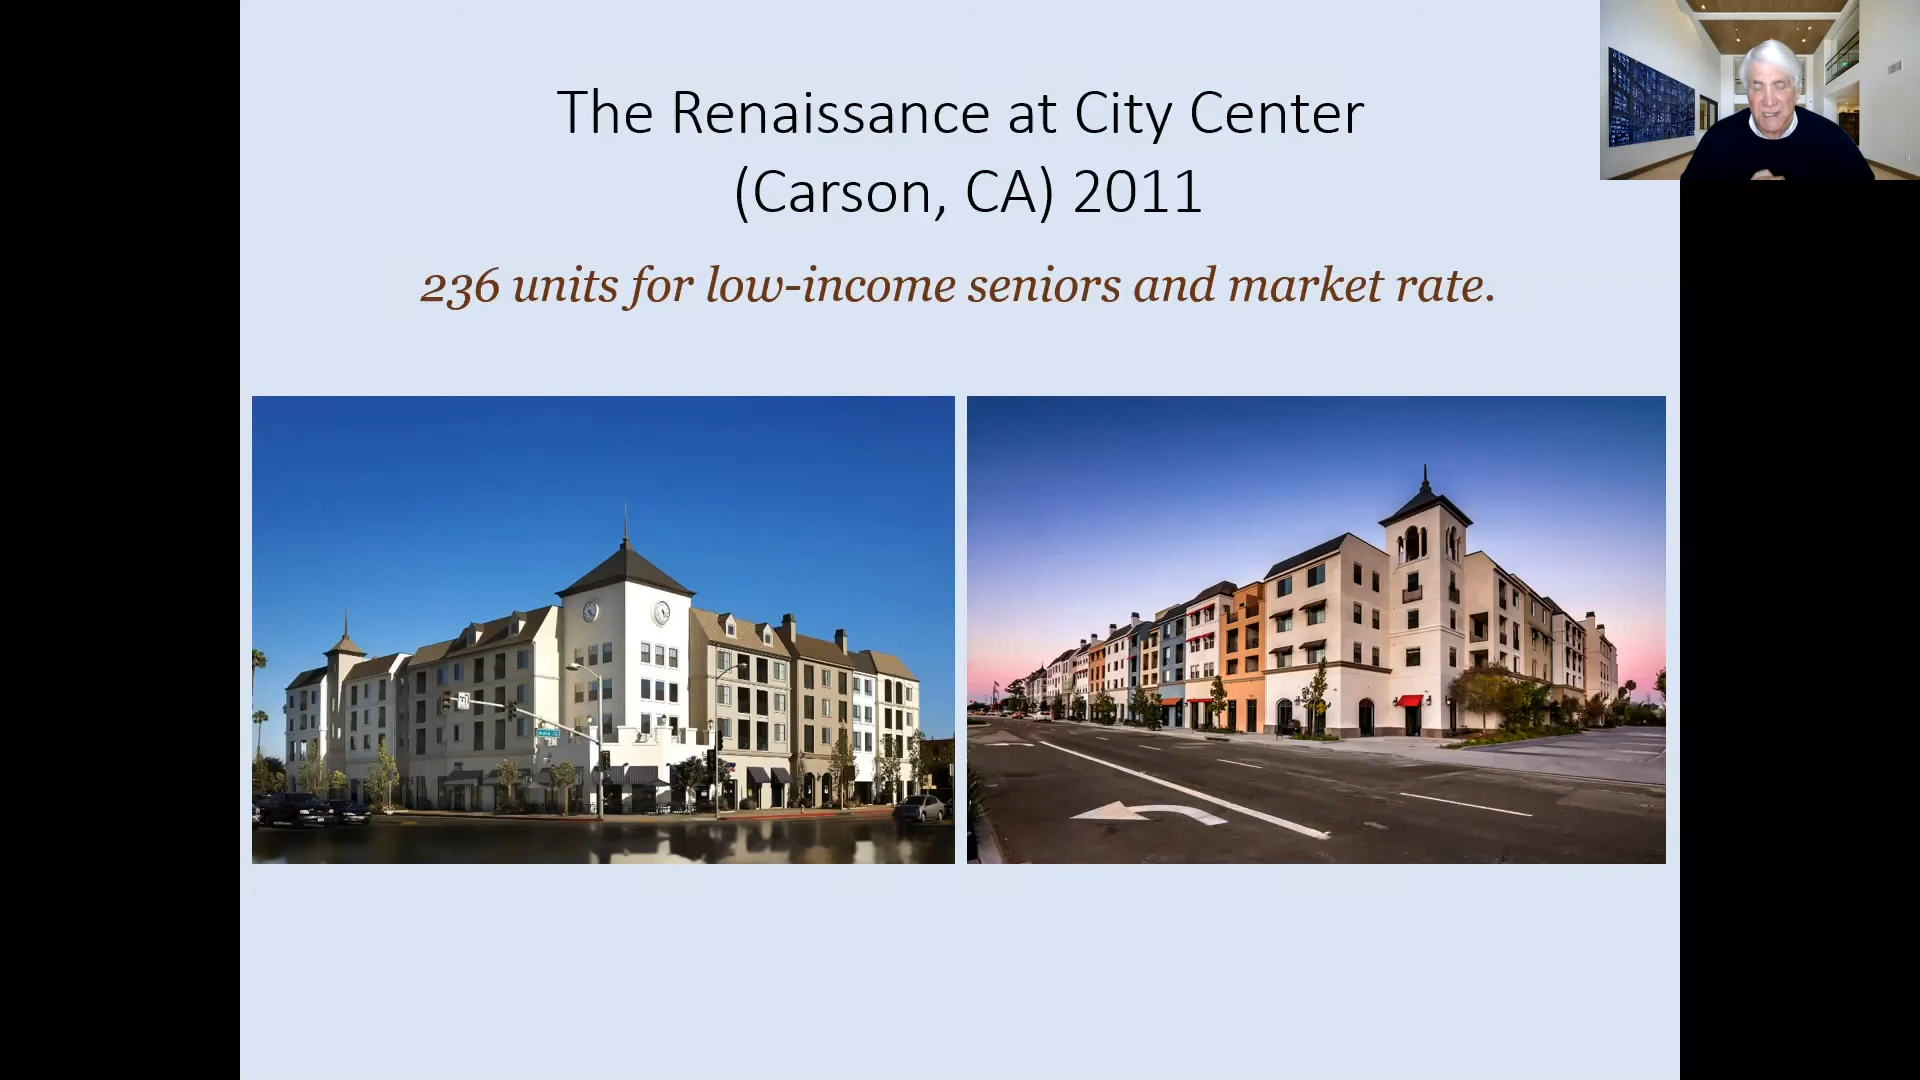 The Renaissance at City Center
(Carson, CA) 2011
236 units for low-income seniors and market rate.